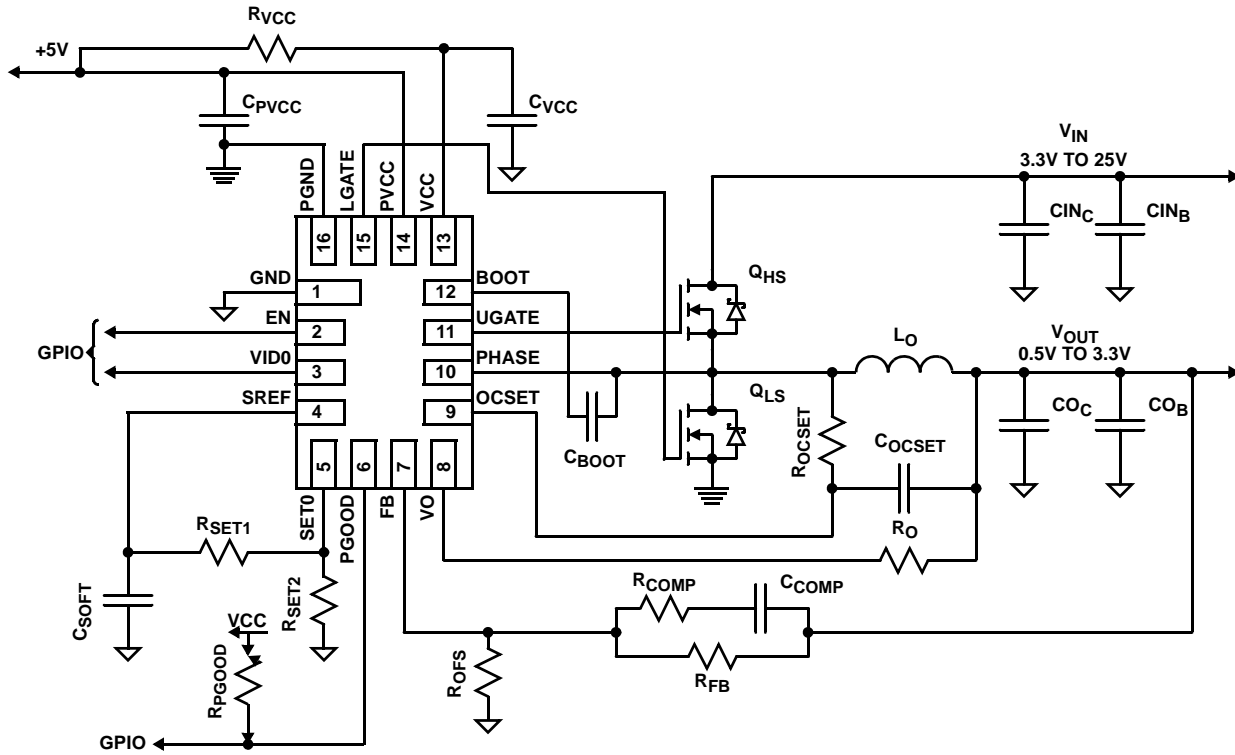 RVCC
+5V
CPVCC
CVCC
VIN
3.3V TO 25V
PGND
LGATE
PVCC
VCC
16
15
14
13
CINC
CINB
GND
1
12
BOOT
QHS
EN
2
11
UGATE
GPIO
VID0
3
10
PHASE
LO
VOUT
0.5V TO 3.3V
SREF
4
9
OCSET
QLS
CBOOT
ROCSET
COCSET
COC
COB
5
6
7
8
SET0
PGOOD
FB
VO
RO
RSET1
CSOFT
RSET2
RCOMP
CCOMP
VCC
RPGOOD
ROFS
RFB
GPIO